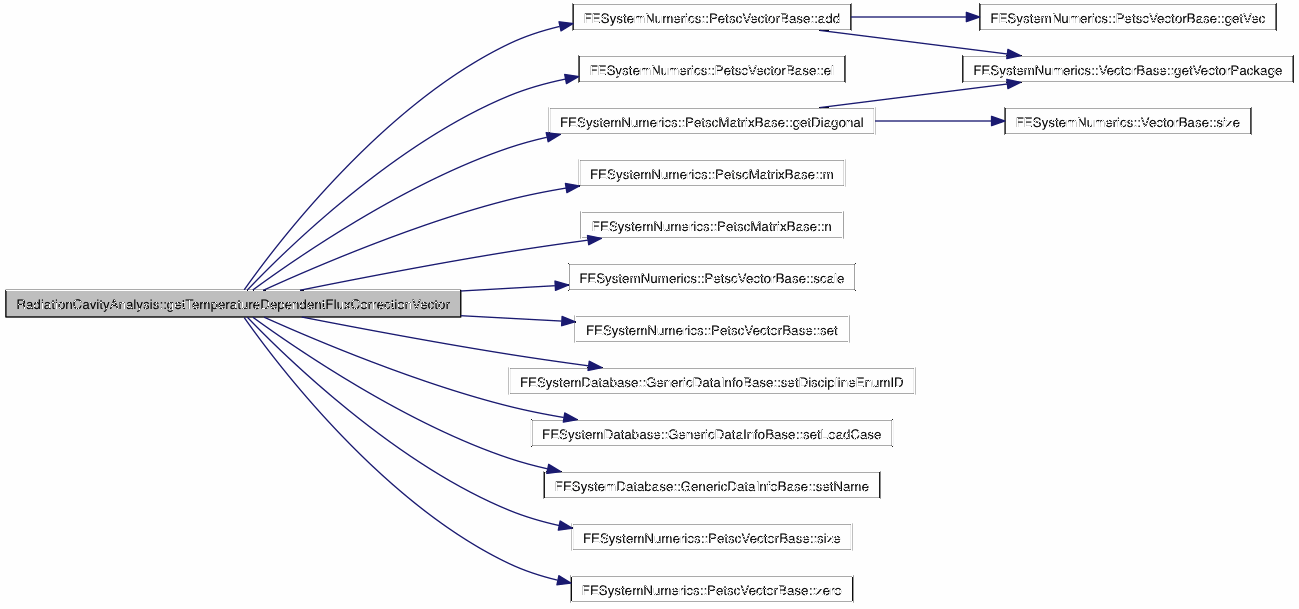 FESystemNumerics::PetscVectorBase::add
FESystemNumerics::PetscVectorBase::getVec
FESystemNumerics::PetscVectorBase::el
FESystemNumerics::VectorBase::getVectorPackage
FESystemNumerics::PetscMatrixBase::getDiagonal
FESystemNumerics::VectorBase::size
FESystemNumerics::PetscMatrixBase::m
FESystemNumerics::PetscMatrixBase::n
FESystemNumerics::PetscVectorBase::scale
RadiationCavityAnalysis::getTemperatureDependentFluxCorrectionVector
FESystemNumerics::PetscVectorBase::set
FESystemDatabase::GenericDataInfoBase::setDisciplineEnumID
FESystemDatabase::GenericDataInfoBase::setLoadCase
FESystemDatabase::GenericDataInfoBase::setName
FESystemNumerics::PetscVectorBase::size
FESystemNumerics::PetscVectorBase::zero